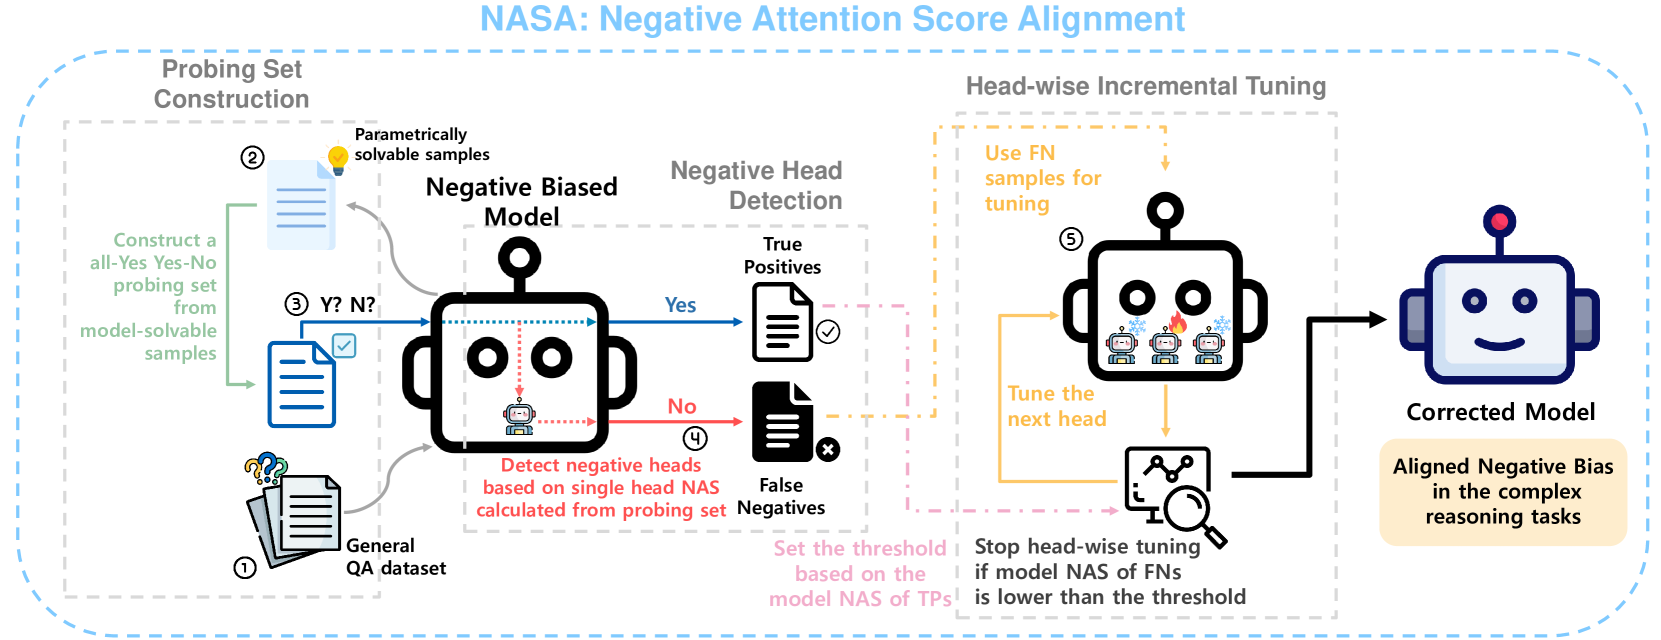 NASA: Negative Attention Score Alignment
Probing Set
Construction
②
Parametrically
solvable samples
Construct a
all-Yes Yes-No
probing set
from
model-solvable
samples
③ Y? N?
①
General
QA dataset
Negative Biased
Model
Negative Head
Detection
True
Positives
Yes
No
④
Detect negative heads
based on single head NAS
calculated from probing set
False
Negatives
Set the threshold
based on the
model NAS of TPs
Head-wise Incremental Tuning
Use FN
samples for
tuning
⑤
Tune the
next head
Stop head-wise tuning
if model NAS of FNs
is lower than the threshold
Corrected Model
Aligned Negative Bias
in the complex
reasoning tasks